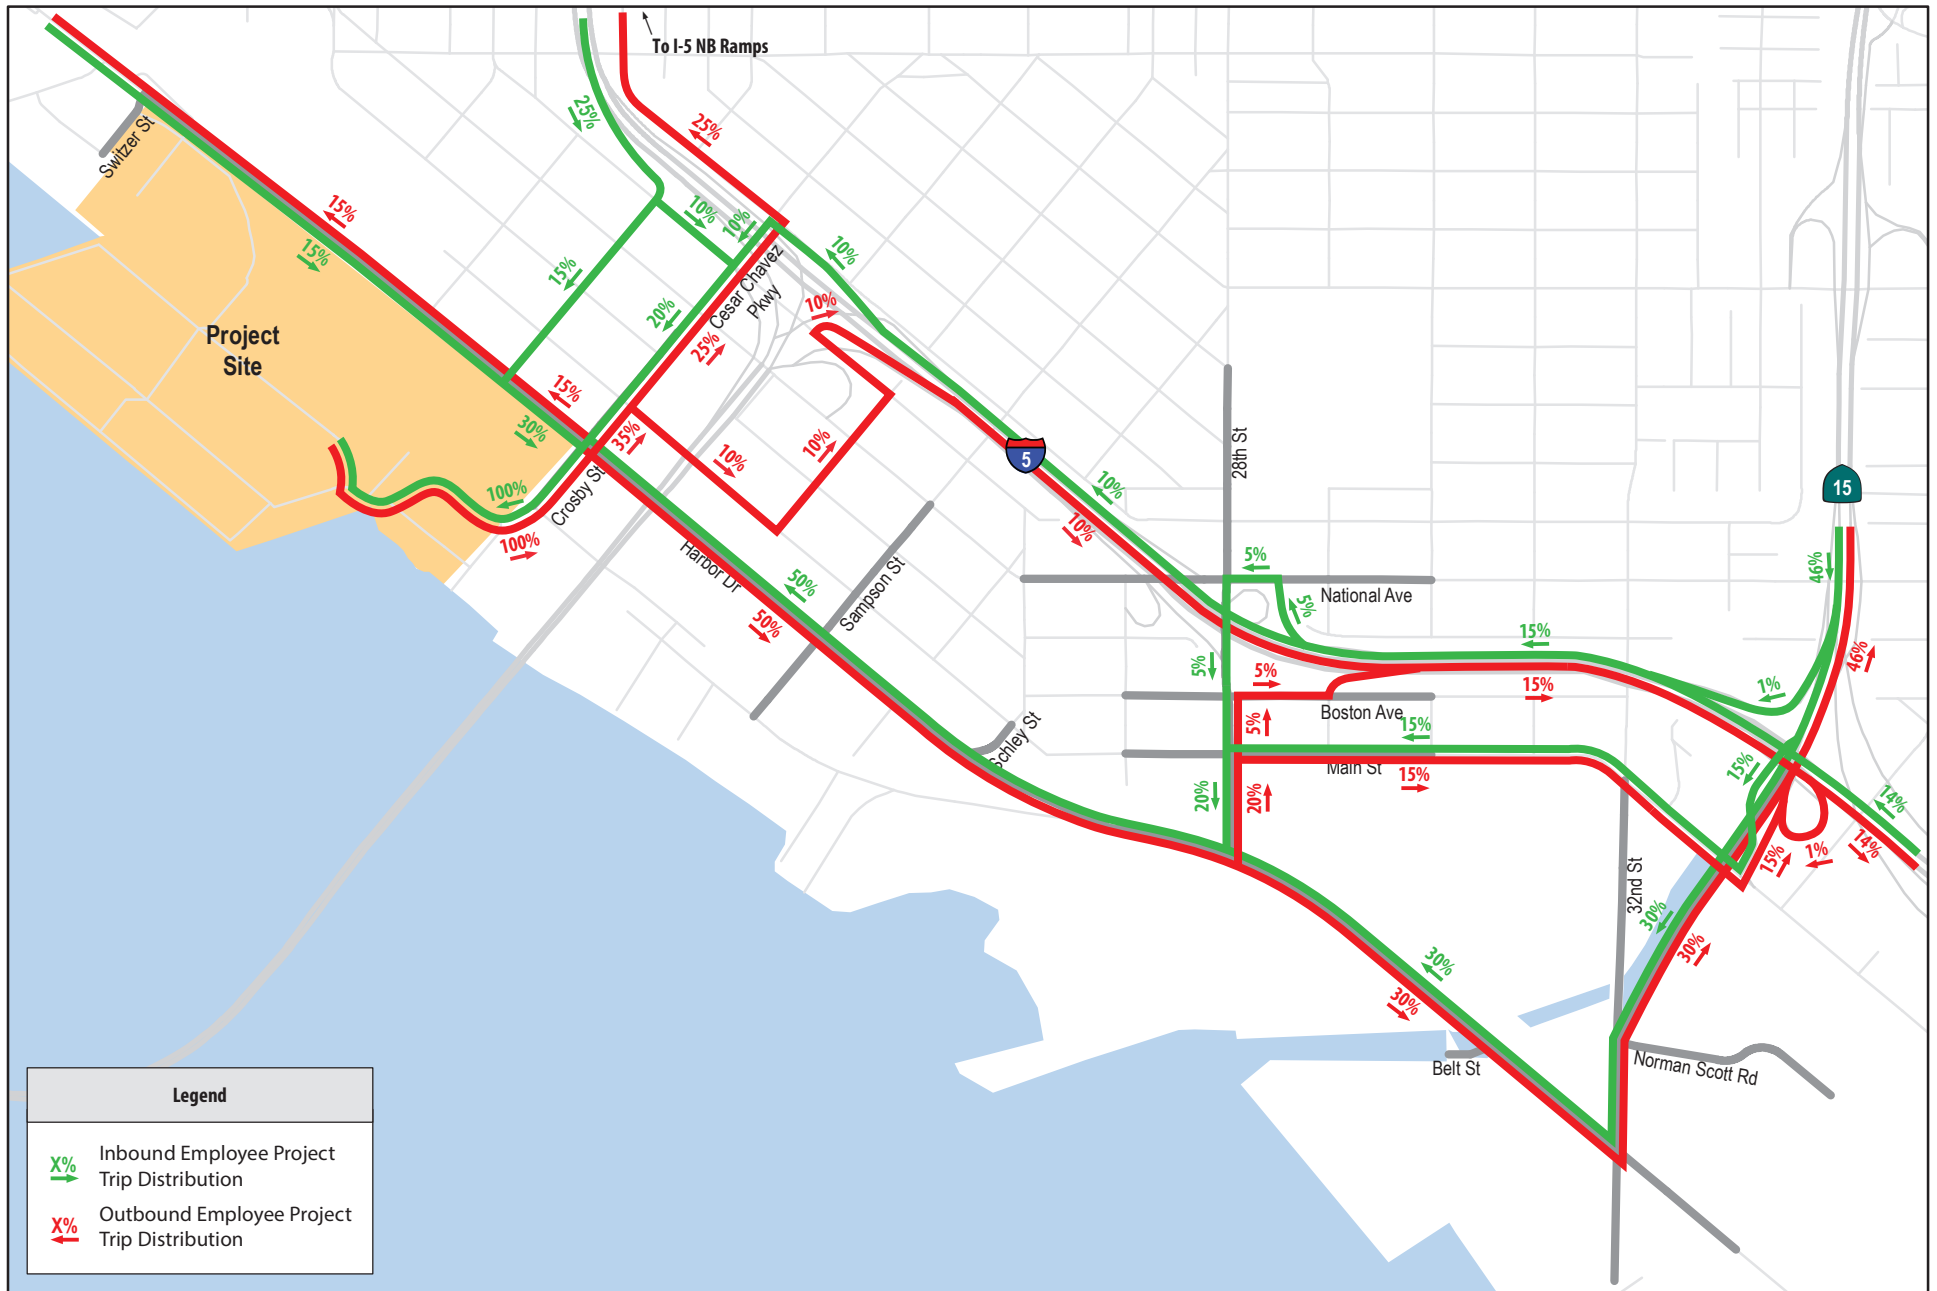 To I-5 NB Ramps
25%
25%
Switzer St
15%
15%
10%
10%
10%
15%
20%
Cesar Chavez
Pkwy
25%
10%
Project
Site
15%
30%
35%
10%
10%
5
28th St
15
100%
100%
Crosby St
10%
10%
Harbor Dr
50%
50%
Sampson St
5%
5%
National Ave
46%
46%
15%
15%
5%
5%
5%
Boston Ave
15%
Main St
15%
1%
15%
14%
14%
15%
1%
Schley St
20%
20%
32nd St
30%
30%
30%
30%
Belt St
Norman Scott Rd
Legend
X%
Inbound Employee Project
Trip Distribution
X%
Outbound Employee Project
Trip Distribution